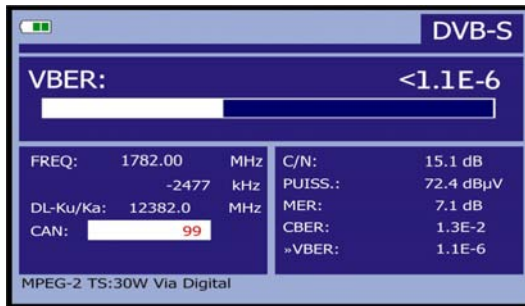 DVB-S
VBER: <1.1E-6
FREQ: 1782.00 MHz
-2477 kHz
DL-Ku/Ka: 12382.0 MHz
CAN: 99
C/N: 15.1 dB
PUISS.: 72.4 dBµV
MER: 7.1 dB
CBER: 1.3E-2
»VBER: 1.1E-6
MPEG-2 TS:30W Via Digital